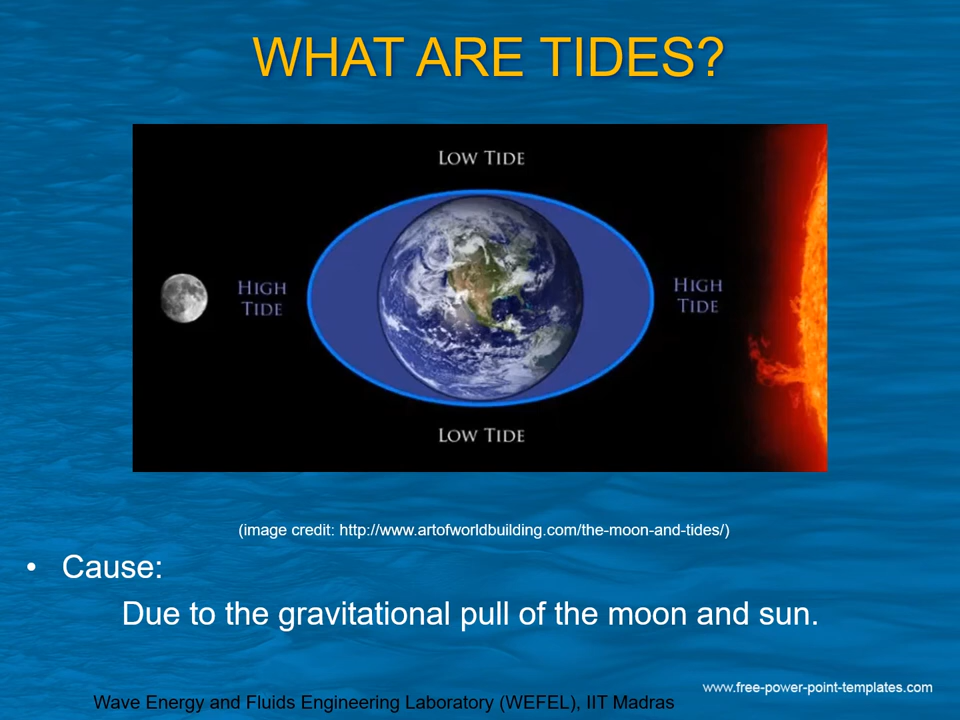 WHAT ARE TIDES?
LOW TIDE
HIGH
TIDE
HIGH
TIDE
LOW TIDE
(image credit: http://www.artofworldbuilding.com/the-moon-and-tides/)
• Cause:
Due to the gravitational pull of the moon and sun.
www.free-power-point-templates.com
Wave Energy and Fluids Engineering Laboratory (WEFEL), IIT Madras